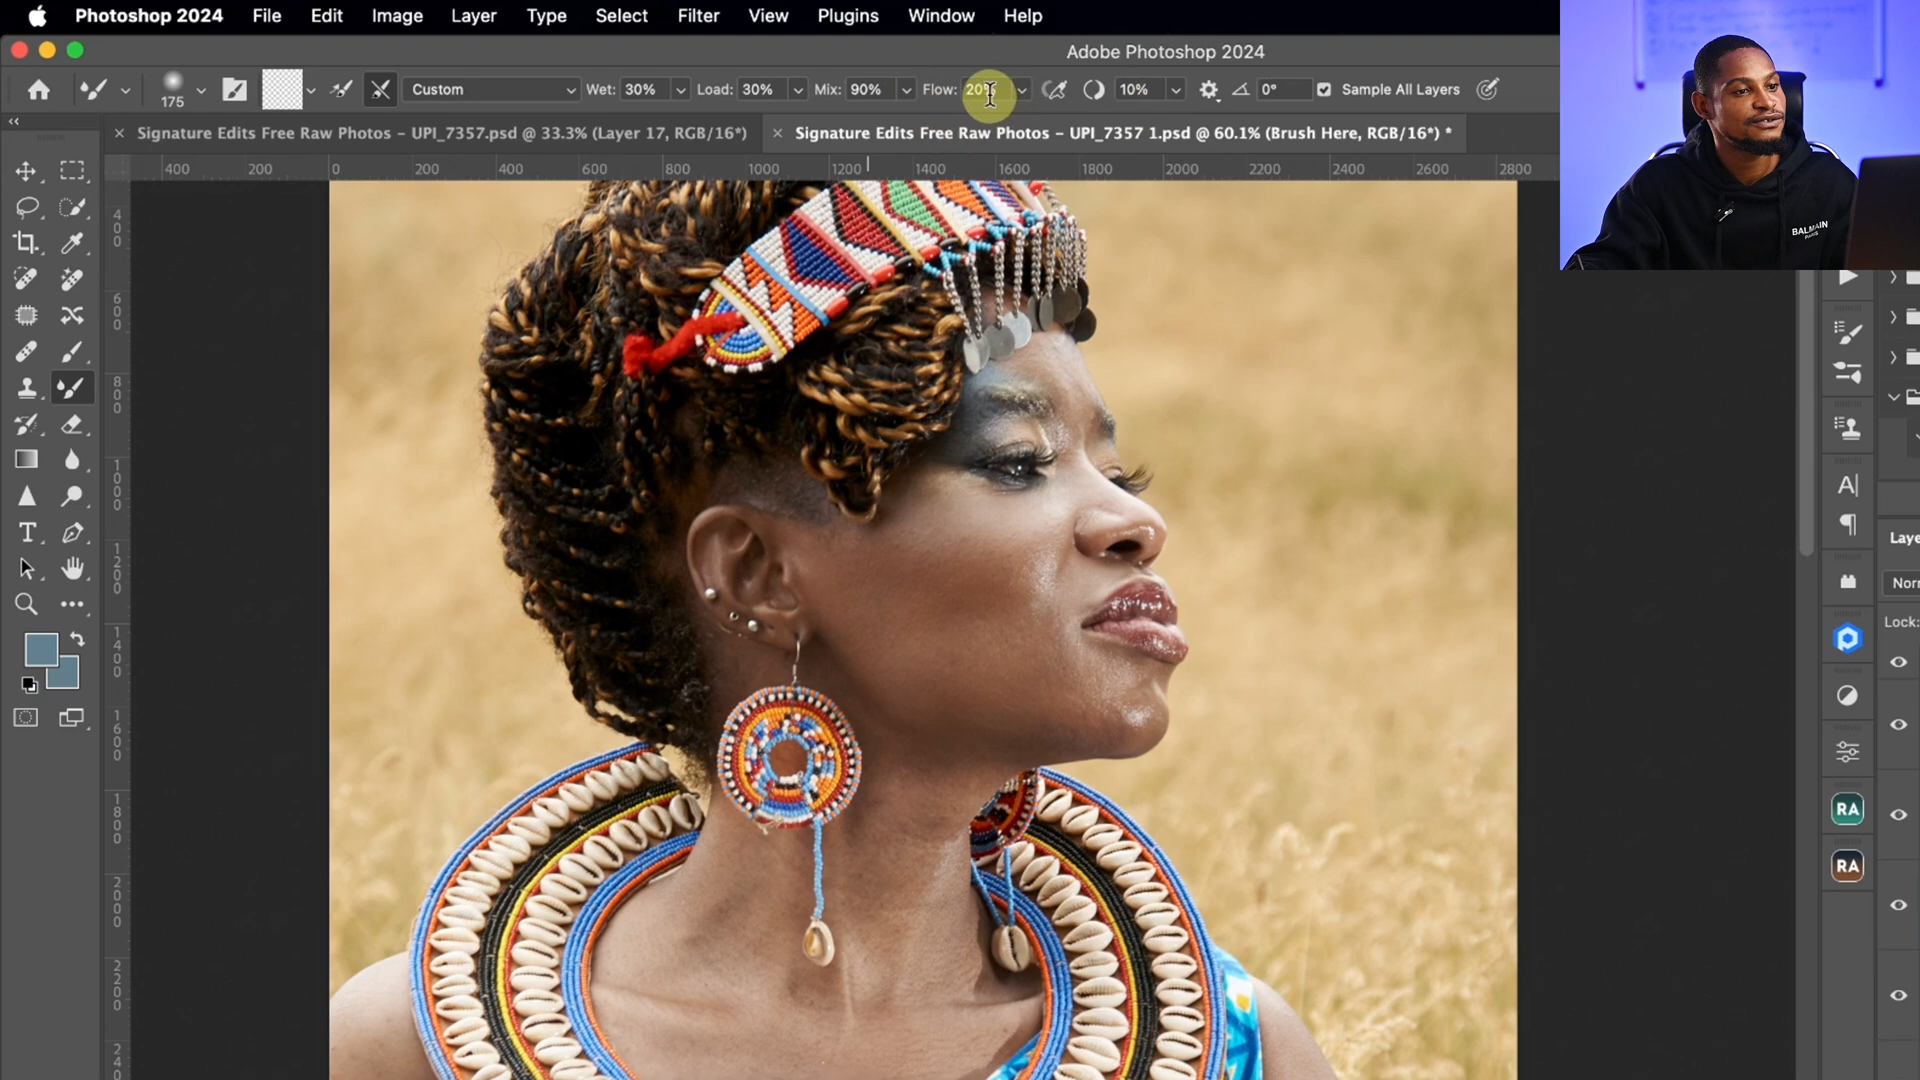 Photoshop 2024 File Edit Image Layer Type Select Filter View Plugins Window Help
Adobe Photoshop 2024
175 Custom Wet: 30% Load: 30% Mix: 90% Flow: 20% 10% 0° Sample All Layers
Signature Edits Free Raw Photos – UPI_7357.psd @ 33.3% (Layer 17, RGB/16*) Signature Edits Free Raw Photos – UPI_7357 1.psd @ 60.1% (Brush Here, RGB/16*) *
400 200 0 200 400 600 800 1000 1200 1400 1600 1800 2000 2200 2400 2600 2800
400
600
800
1000
1200
1400
1600
1800
2000
2200
240
BALMAIN
PARIS
Laye
Norr
Lock:
RA
RA